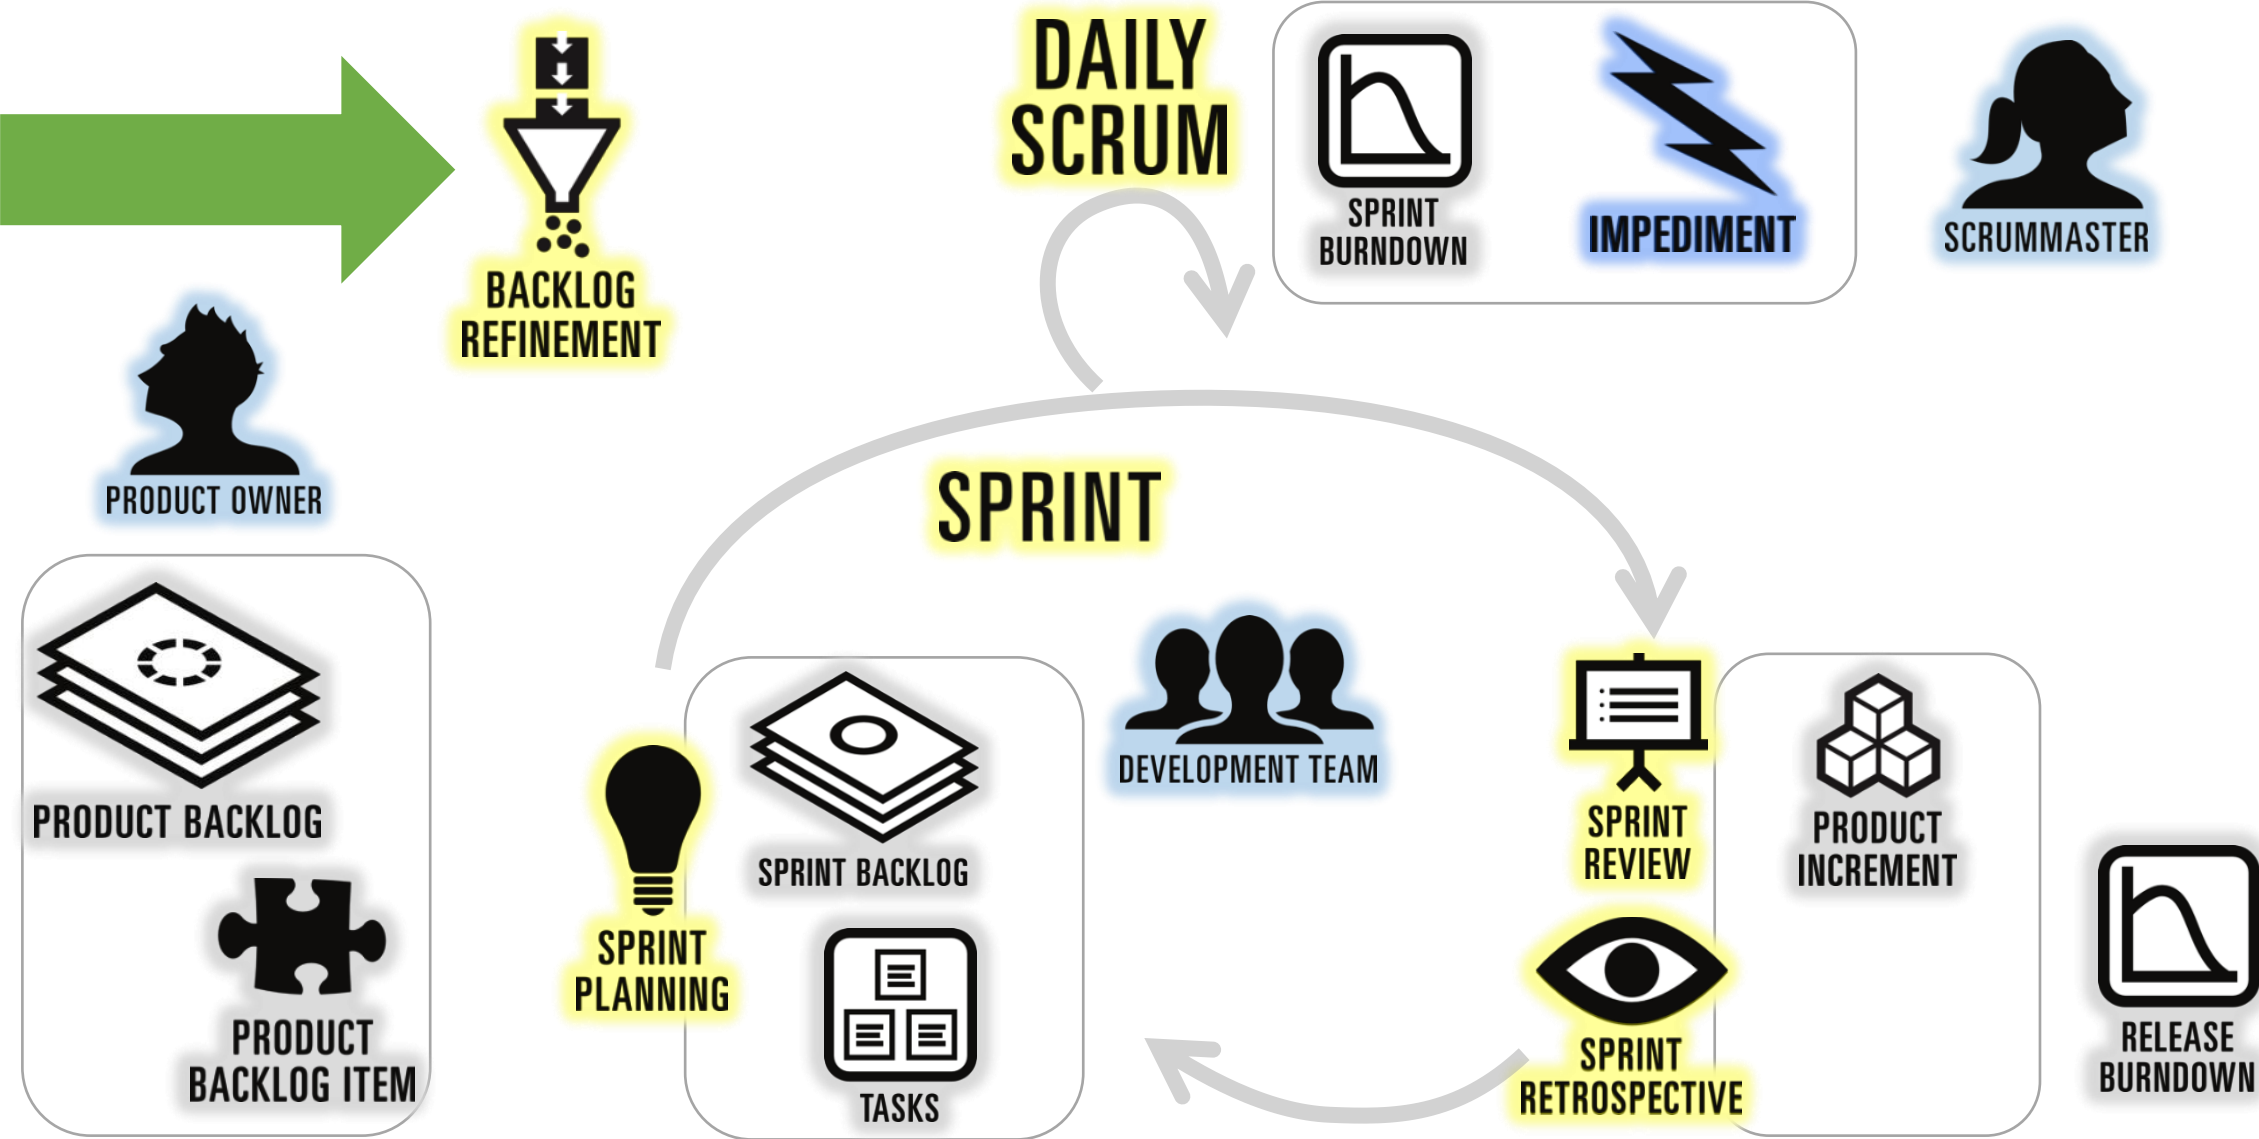 DAILY
SCRUM
SPRINT
BURNDOWN
IMPEDIMENT
SCRUMMASTER
BACKLOG
REFINEMENT
PRODUCT OWNER
SPRINT
PRODUCT BACKLOG
PRODUCT
BACKLOG ITEM
SPRINT
PLANNING
SPRINT BACKLOG
TASKS
DEVELOPMENT TEAM
SPRINT
REVIEW
SPRINT
RETROSPECTIVE
PRODUCT
INCREMENT
RELEASE
BURNDOWN